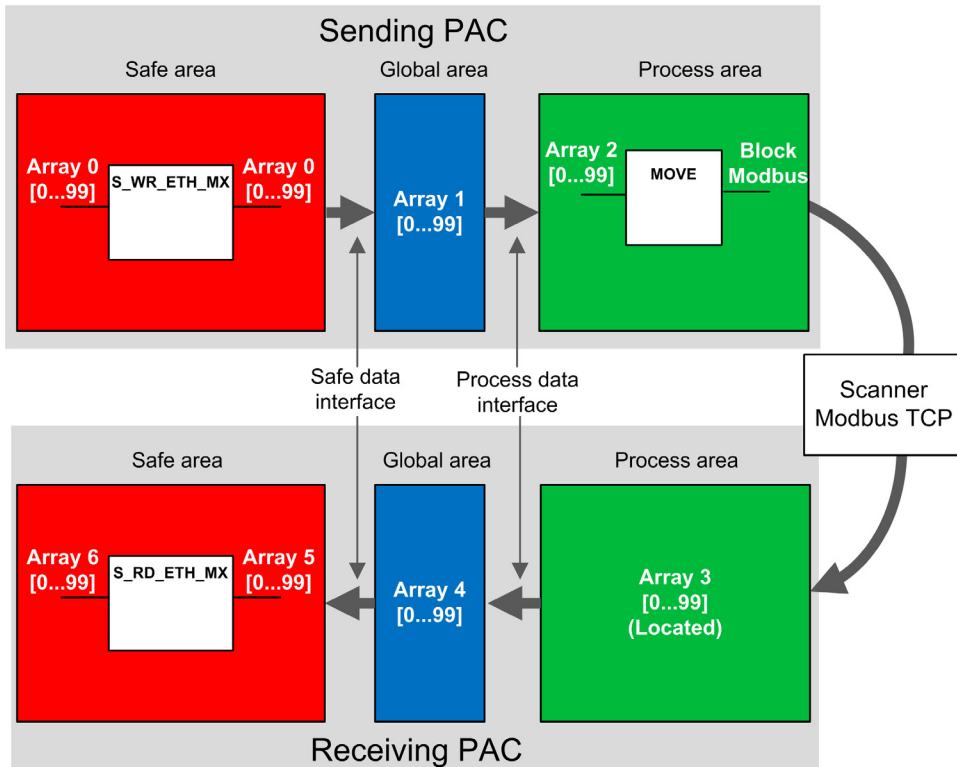 Sending PAC
Safe area
Global area
Process area
Array 0
[0...99]
S_WR_ETH_MX
Array 0
[0...99]
Array 1
[0...99]
Array 2
[0...99]
MOVE
Block
Modbus
Safe data
interface
Process data
interface
Scanner
Modbus TCP
Safe area
Global area
Process area
Array 6
[0...99]
S_RD_ETH_MX
Array 5
[0...99]
Array 4
[0...99]
Array 3
[0...99]
(Located)
Receiving PAC